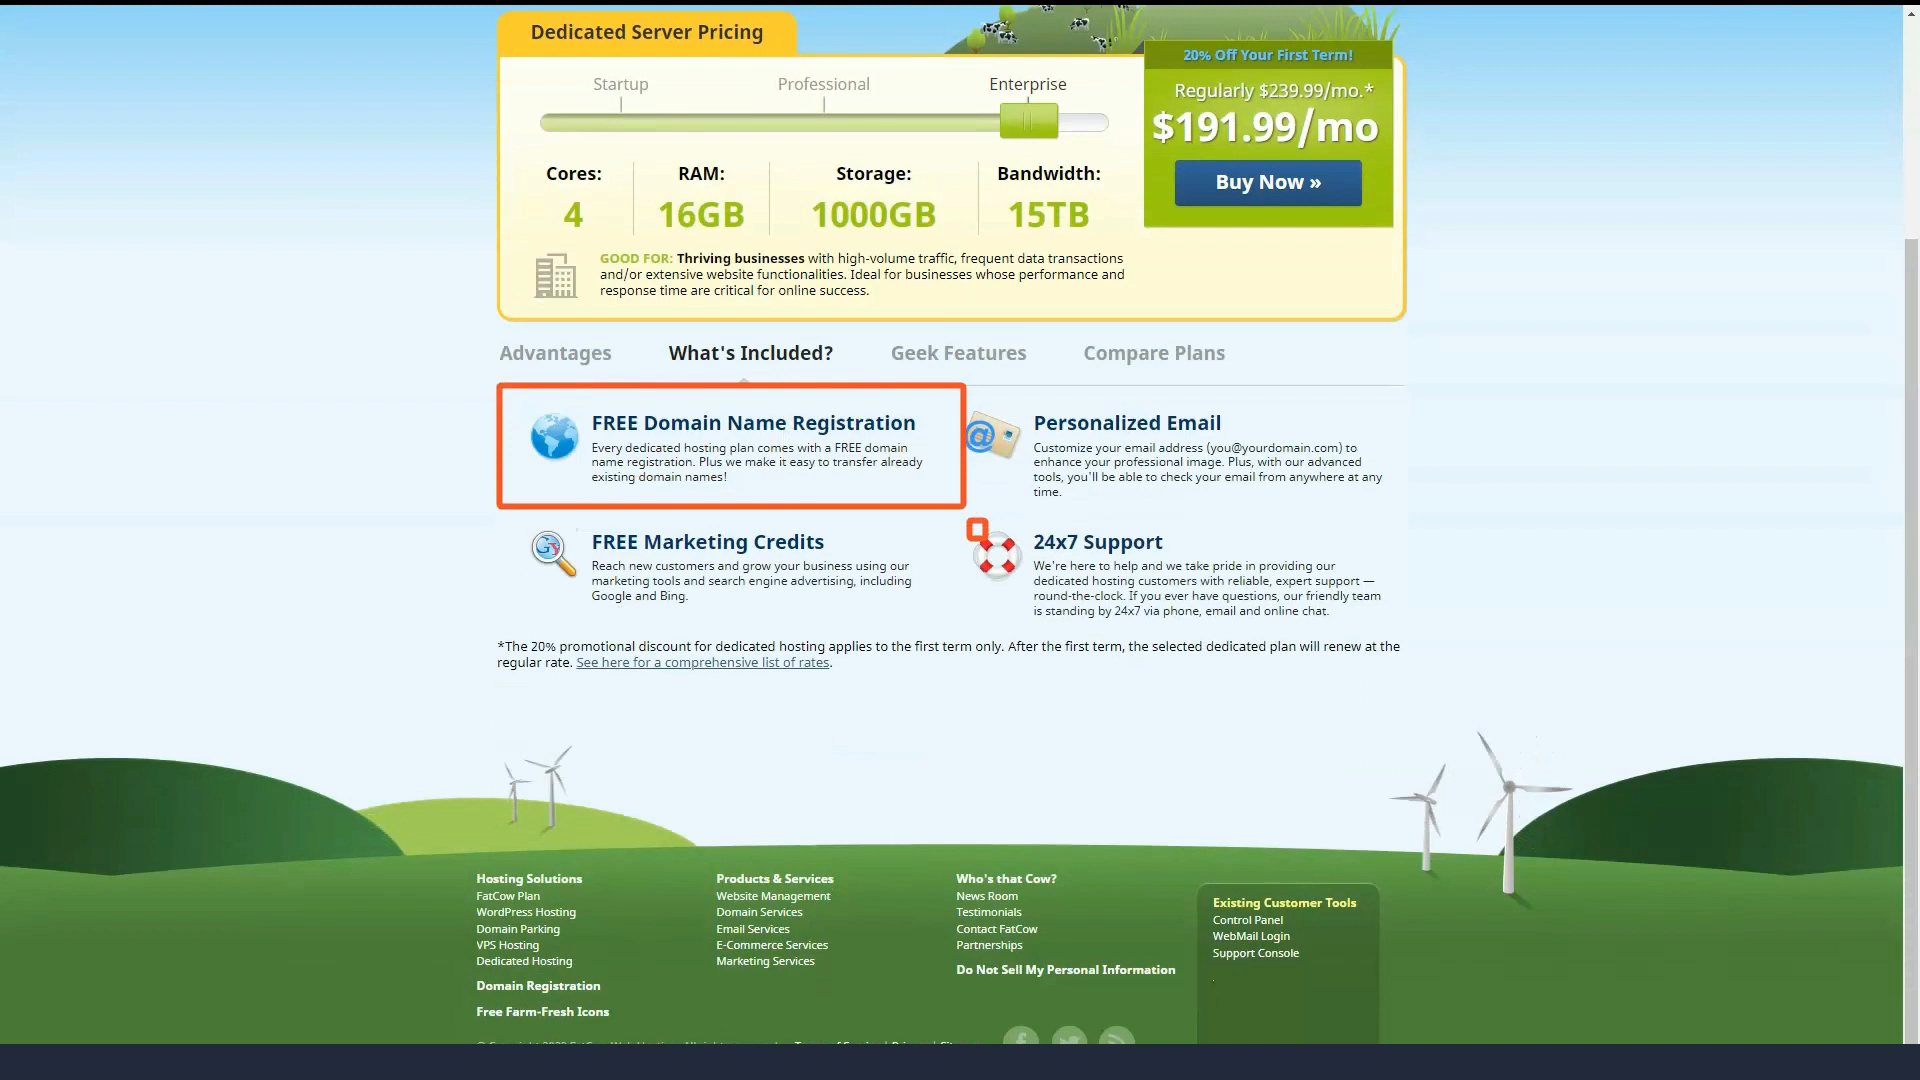 Dedicated Server Pricing
20% Off Your First Term!
Startup Professional Enterprise
Regularly $239.99/mo.*
$191.99/mo
Buy Now »
Cores: RAM: Storage: Bandwidth:
4 16GB 1000GB 15TB
GOOD FOR: Thriving businesses with high-volume traffic, frequent data transactions
and/or extensive website functionalities. Ideal for businesses whose performance and
response time are critical for online success.
Advantages What's Included? Geek Features Compare Plans
FREE Domain Name Registration
Every dedicated hosting plan comes with a FREE domain
name registration. Plus we make it easy to transfer already
existing domain names!
Personalized Email
Customize your email address (you@yourdomain.com) to
enhance your professional image. Plus, with our advanced
tools, you'll be able to check your email from anywhere at any
time.
FREE Marketing Credits
Reach new customers and grow your business using our
marketing tools and search engine advertising, including
Google and Bing.
24x7 Support
We're here to help and we take pride in providing our
dedicated hosting customers with reliable, expert support —
round-the-clock. If you ever have questions, our friendly team
is standing by 24x7 via phone, email and online chat.
*The 20% promotional discount for dedicated hosting applies to the first term only. After the first term, the selected dedicated plan will renew at the
regular rate. See here for a comprehensive list of rates.
Hosting Solutions
FatCow Plan
WordPress Hosting
Domain Parking
VPS Hosting
Dedicated Hosting
Domain Registration
Free Farm-Fresh Icons
Products & Services
Website Management
Domain Services
Email Services
E-Commerce Services
Marketing Services
Who's that Cow?
News Room
Testimonials
Contact FatCow
Partnerships
Do Not Sell My Personal Information
Existing Customer Tools
Control Panel
WebMail Login
Support Console